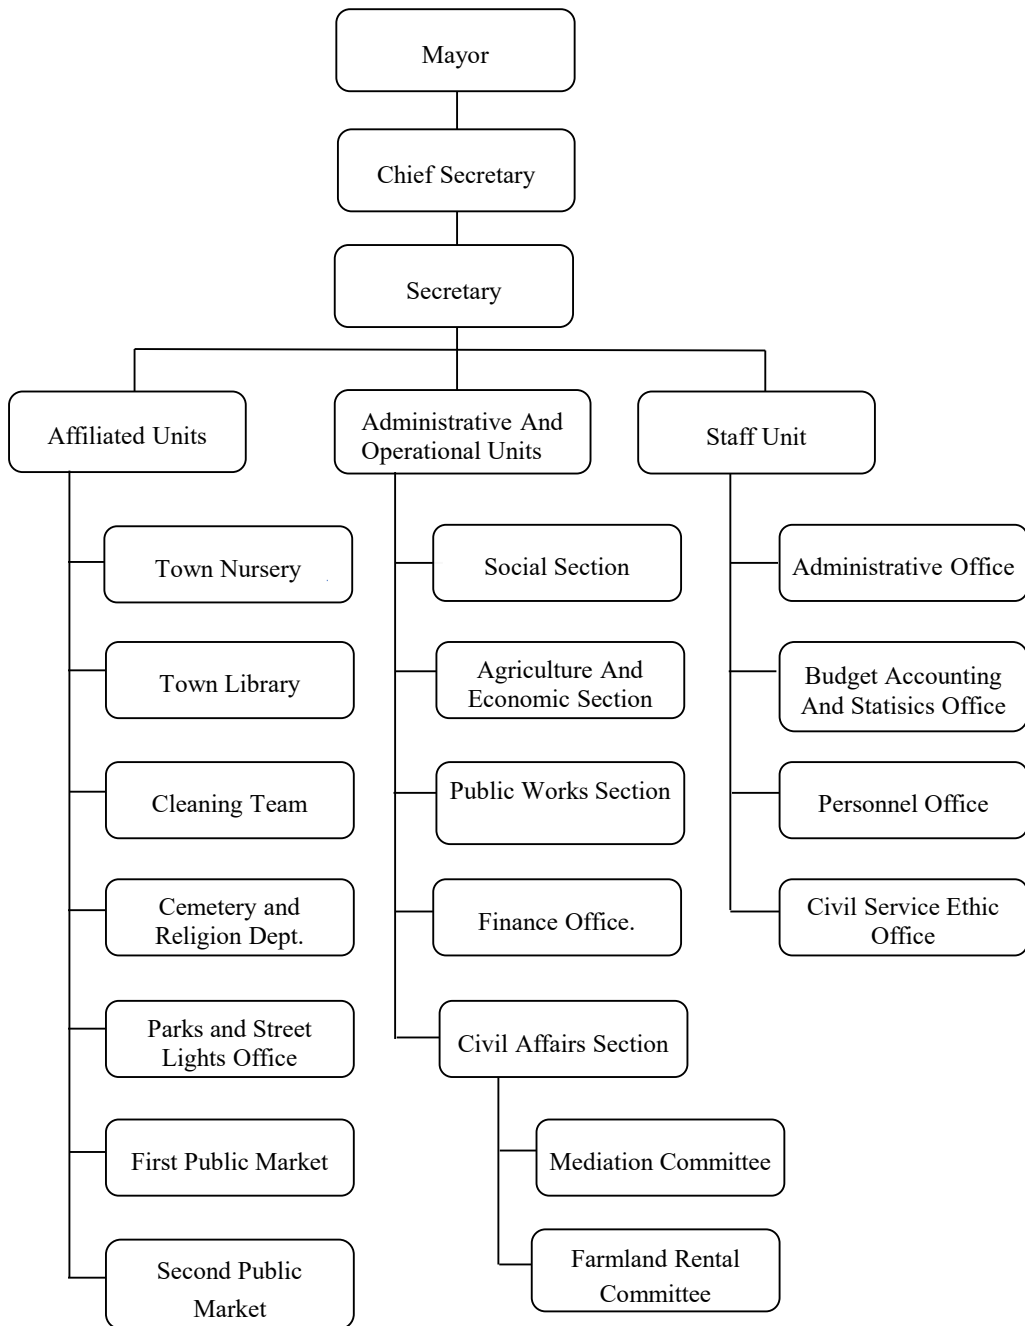 Mayor
Chief Secretary
Secretary
Affiliated Units
Administrative And
Operational Units
Staff Unit
Town Nursery
Social Section
Administrative Office
Town Library
Agriculture And
Economic Section
Budget Accounting
And Statisics Office
Cleaning Team
Public Works Section
Personnel Office
Cemetery and
Religion Dept.
Finance Office.
Civil Service Ethic
Office
Parks and Street
Lights Office
Civil Affairs Section
First Public Market
Mediation Committee
Second Public
Market
Farmland Rental
Committee